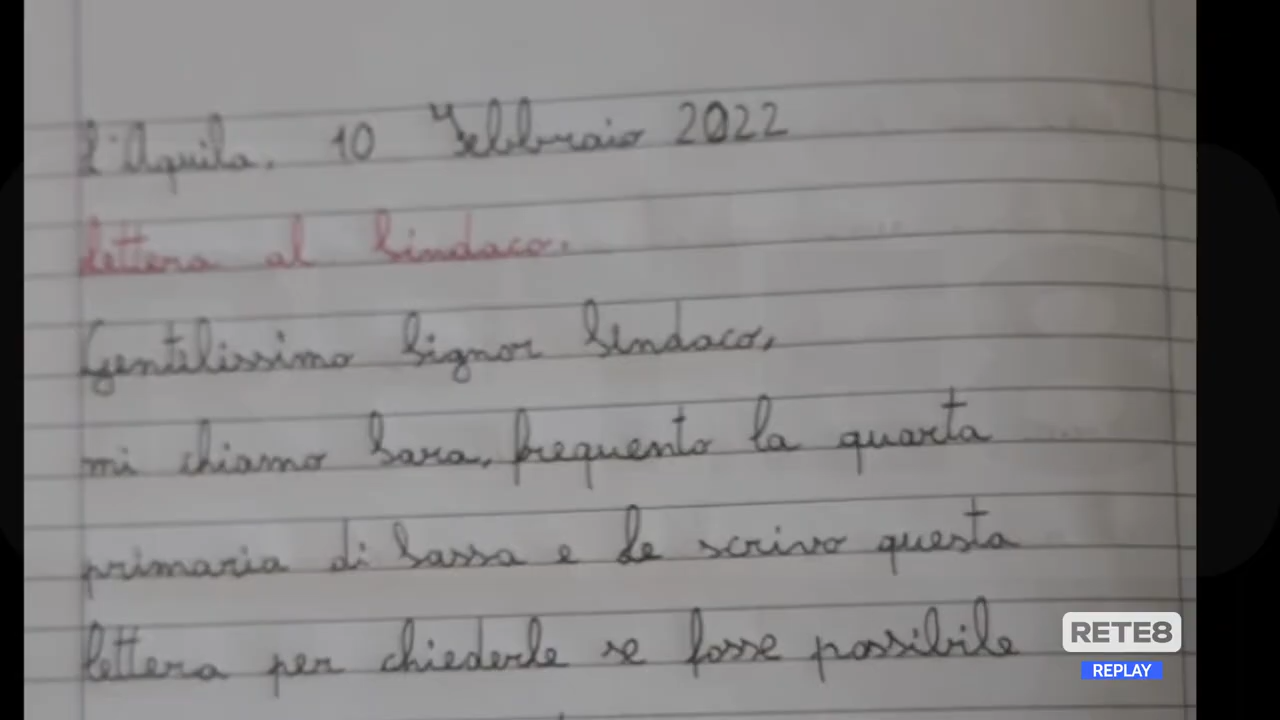 L'Aquila, 10 Febbraio 2022
lettera al Sindaco.
Gentilissimo Signor Sindaco,
mi chiamo Sara, frequento la quarta
primaria di Sassa e Le scrivo questa
lettera per chiederle se fosse possibile
RETE8
REPLAY